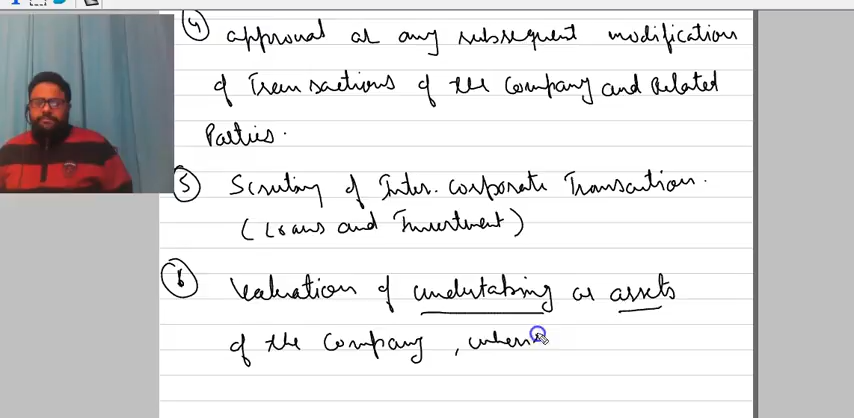 ④ approval or any subsequent modification
of Transactions of the Company and Related
Parties.
⑤ Scrutiny of Inter. corporate Transaction.
(Loans and Investment)
⑥ Valuation of undertaking or assets
of the Company, when